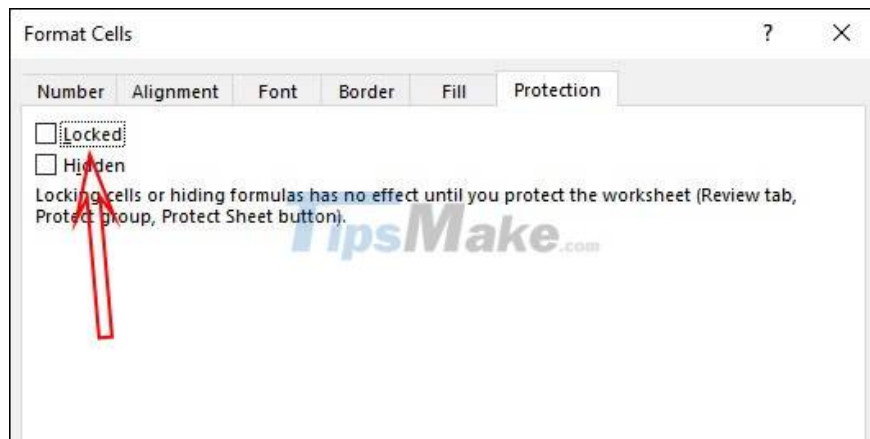 Format Cells ? ×
Number Alignment Font Border Fill Protection
Locked
Hidden
Locking cells or hiding formulas has no effect until you protect the worksheet (Review tab,
Protect group, Protect Sheet button).
TipsMake.com